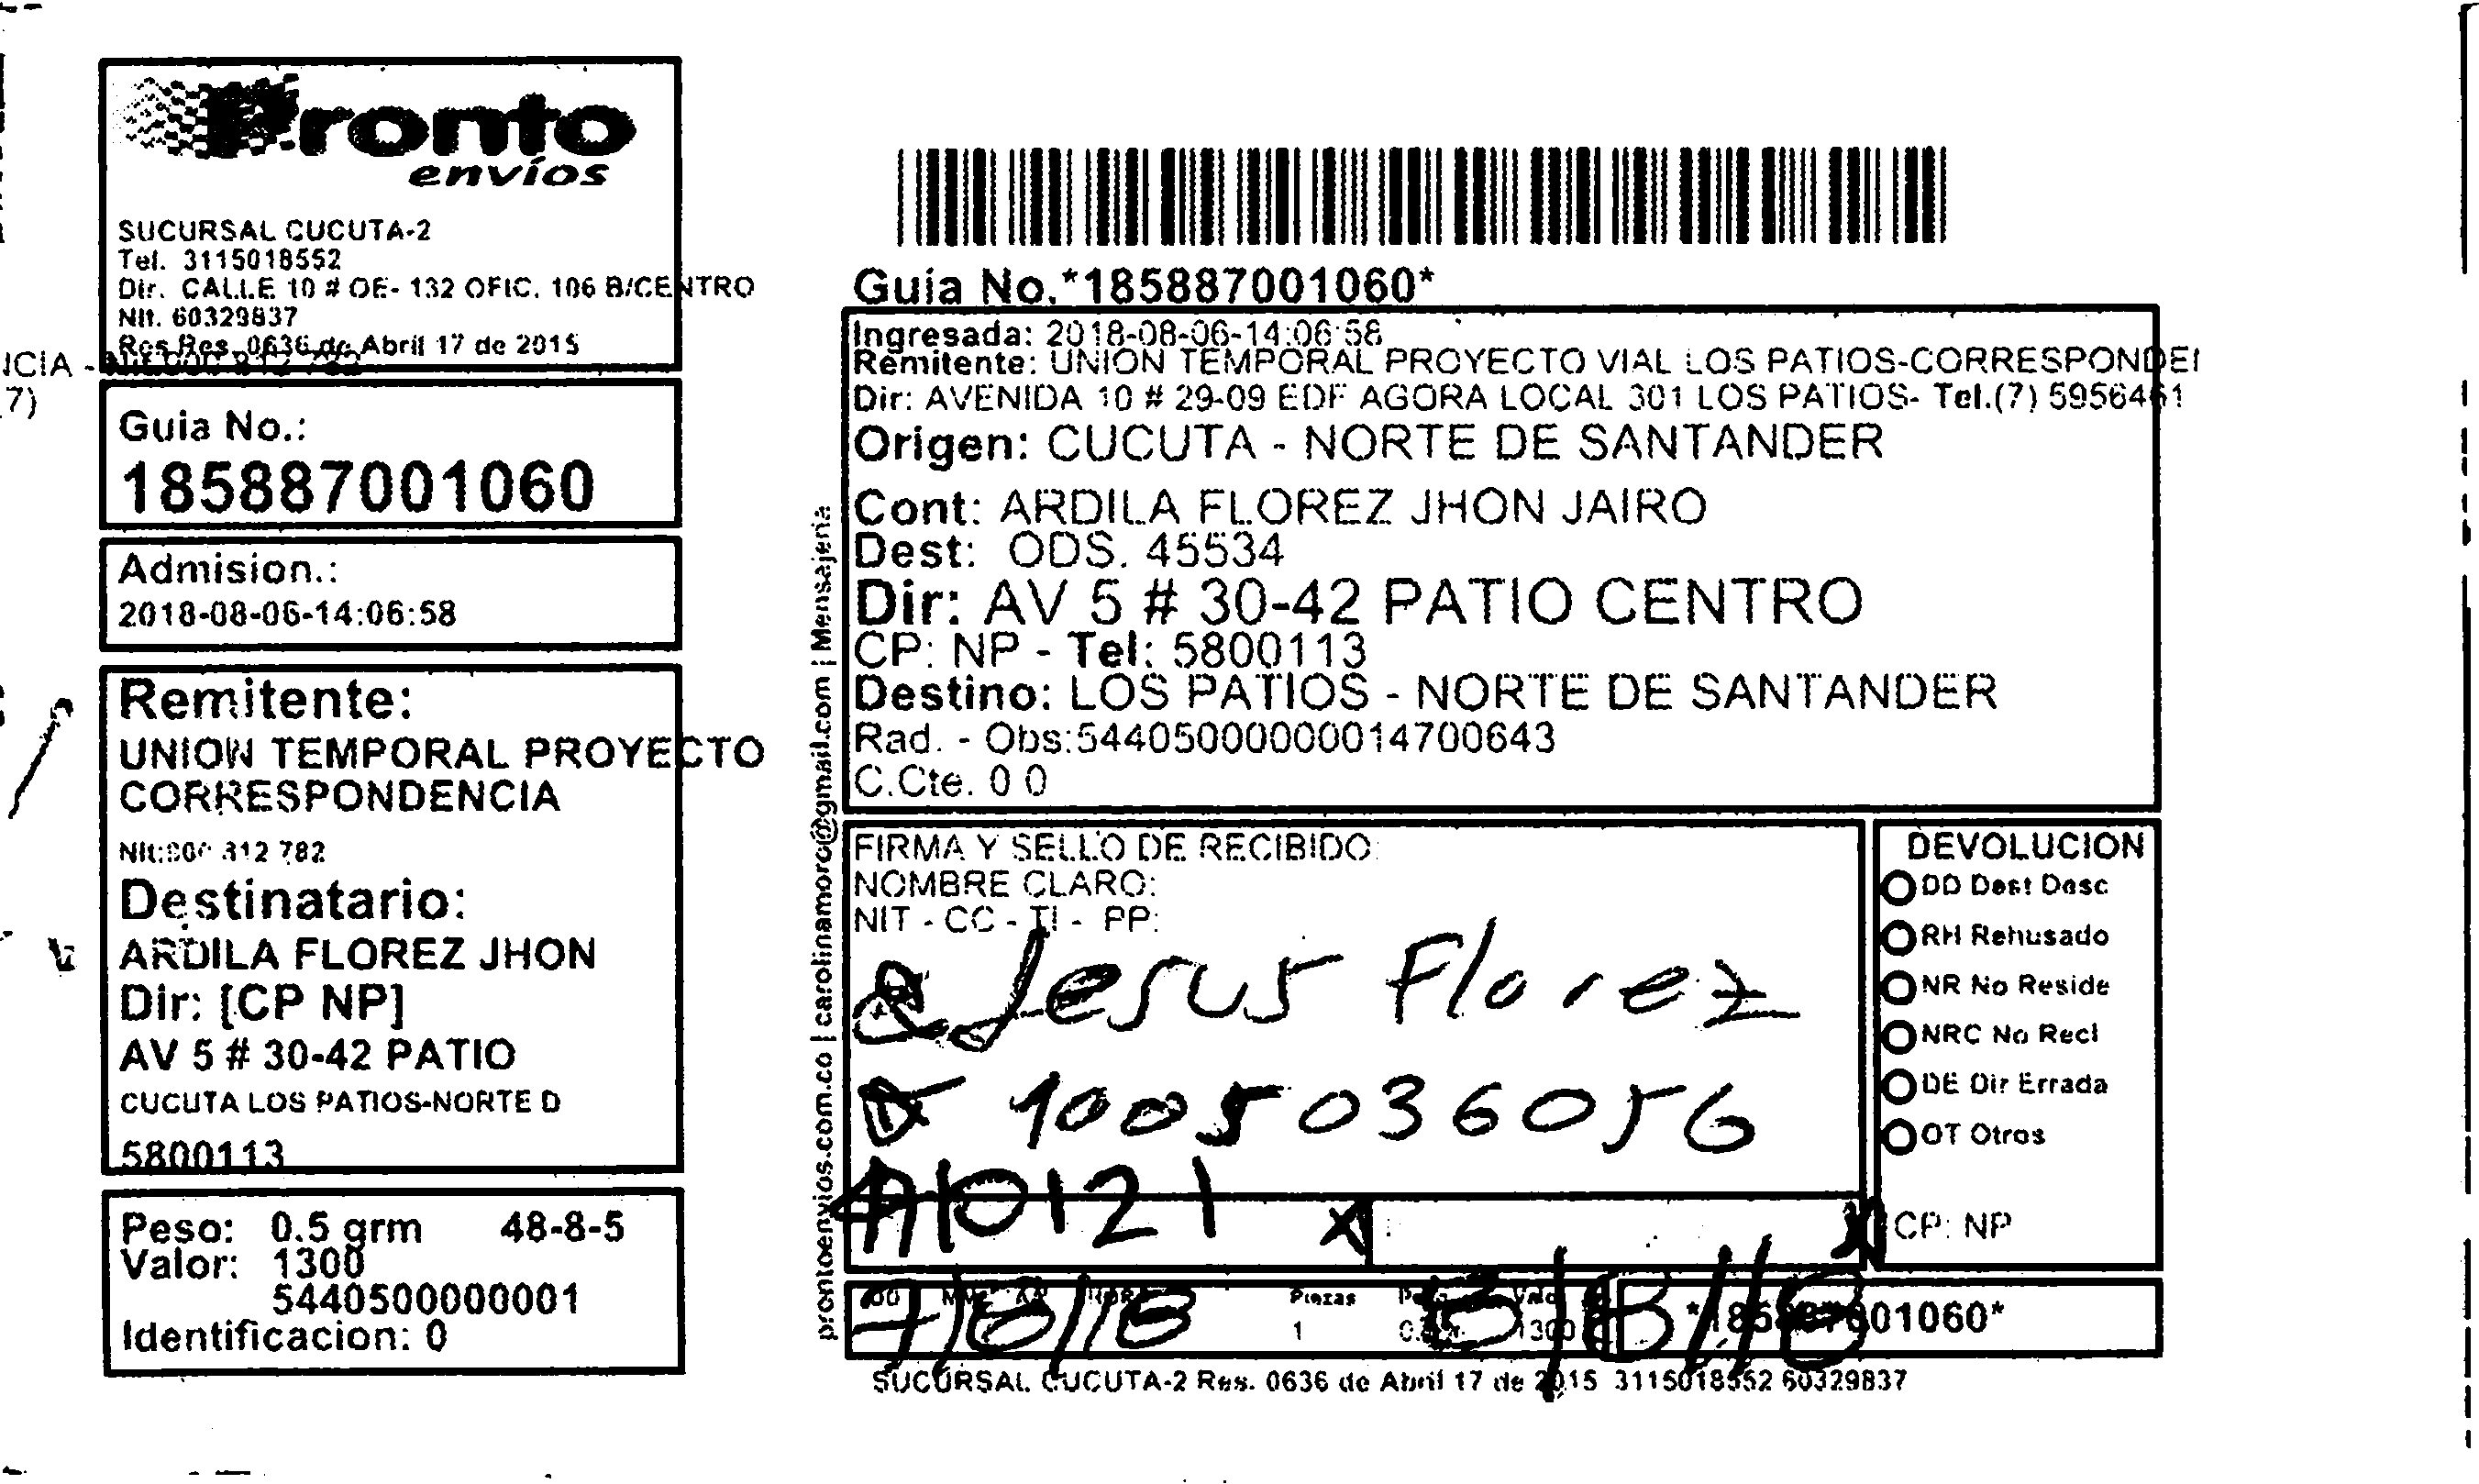 Pronto
envíos
SUCURSAL CUCUTA-2
Tel. 3115018552
Dir. CALLE 10 # OE- 132 OFIC. 106 B/CENTRO
Nit. 60329837
Res Res. 0636 de Abril 17 de 2015
Guia No.:
185887001060
Admision.:
2018-08-06-14:06:58
Remitente:
UNION TEMPORAL PROYECTO
CORRESPONDENCIA
Nit: 312 782
Destinatario:
ARDILA FLOREZ JHON
Dir: [CP NP]
AV 5 # 30-42 PATIO
CUCUTA LOS PATIOS-NORTE D
5800113
Peso: 0.5 grm 48-8-5
Valor: 1300
5440500000001
Identificacion: 0
prontoenvios.com.co | carolinamoro@gmail.com | Mensajeria
Guia No.*185887001060*
Ingresada: 2018-08-06-14:06:58
Remitente: UNION TEMPORAL PROYECTO VIAL LOS PATIOS-CORRESPONDEI
Dir: AVENIDA 10 # 29-09 EDF AGORA LOCAL 301 LOS PATIOS- Tel.(7) 5956461
Origen: CUCUTA - NORTE DE SANTANDER
Cont: ARDILA FLOREZ JHON JAIRO
Dest: ODS. 45534
Dir: AV 5 # 30-42 PATIO CENTRO
CP: NP - Tel: 5800113
Destino: LOS PATIOS - NORTE DE SANTANDER
Rad. - Obs:544050000000014700643
C.Cte. 0 0
FIRMA Y SELLO DE RECIBIDO:
NOMBRE CLARO:
NIT - CC - TI - PP:
Jesus Florez
1005036056
A10121 X
DEVOLUCION
DD Dest Desc
RH Rehusado
NR No Reside
NRC No Recl
DE Dir Errada
OT Otros
CP: NP
Piezas
1
7/8/18
1300
*185887001060*
SUCURSAL CUCUTA-2 Res. 0636 de Abril 17 de 2015 3115018552 60329837